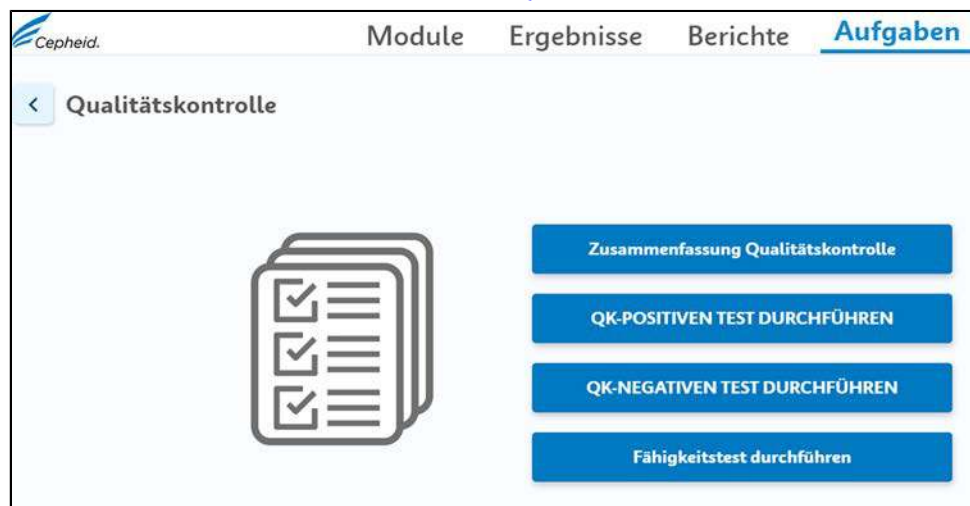 Cepheid.
Module Ergebnisse Berichte Aufgaben
< Qualitätskontrolle
Zusammenfassung Qualitätskontrolle
QK-POSITIVEN TEST DURCHFÜHREN
QK-NEGATIVEN TEST DURCHFÜHREN
Fähigkeitstest durchführen